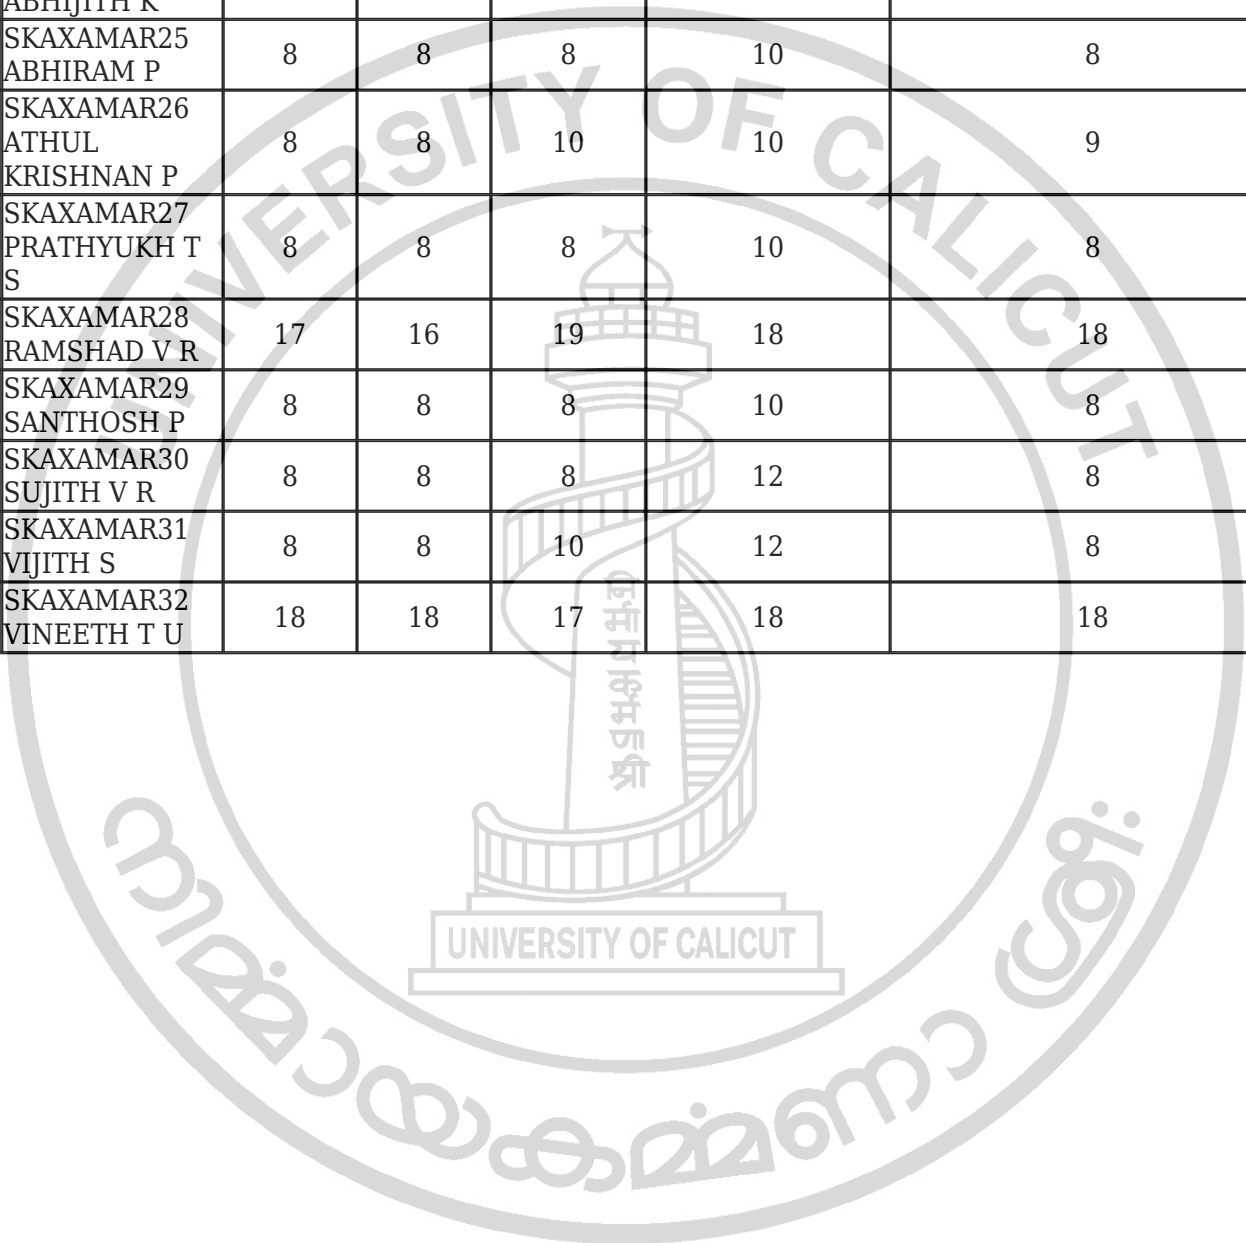 ABHIJITH K
SKAXAMAR25
ABHIRAM P
8 8 8 10 8
SKAXAMAR26
ATHUL
KRISHNAN P
8 8 10 10 9
SKAXAMAR27
PRATHYUKH T
S
8 8 8 10 8
SKAXAMAR28
RAMSHAD V R
17 16 19 18 18
SKAXAMAR29
SANTHOSH P
8 8 8 10 8
SKAXAMAR30
SUJITH V R
8 8 8 12 8
SKAXAMAR31
VIJITH S
8 8 10 12 8
SKAXAMAR32
VINEETH T U
18 18 17 18 18
UNIVERSITY OF CALICUT
UNIVERSITY OF CALICUT